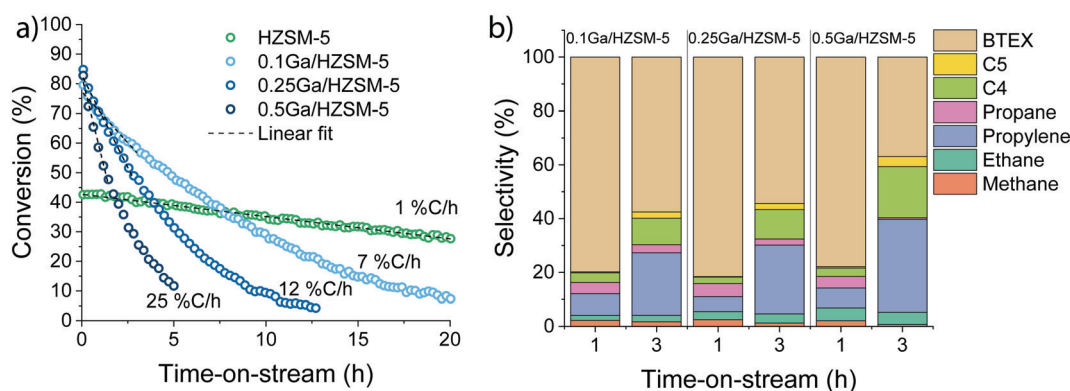 a)
100
90
80
70
60
50
40
30
20
10
0
Conversion (%)
HZSM-5
0.1Ga/HZSM-5
0.25Ga/HZSM-5
0.5Ga/HZSM-5
Linear fit
1 %C/h
7 %C/h
12 %C/h
25 %C/h
0 5 10 15 20
Time-on-stream (h)
b)
0.1Ga/HZSM-5 0.25Ga/HZSM-5 0.5Ga/HZSM-5
100
80
60
40
20
0
Selectivity (%)
1 3 1 3 1 3
Time-on-stream (h)
BTEX
C5
C4
Propane
Propylene
Ethane
Methane